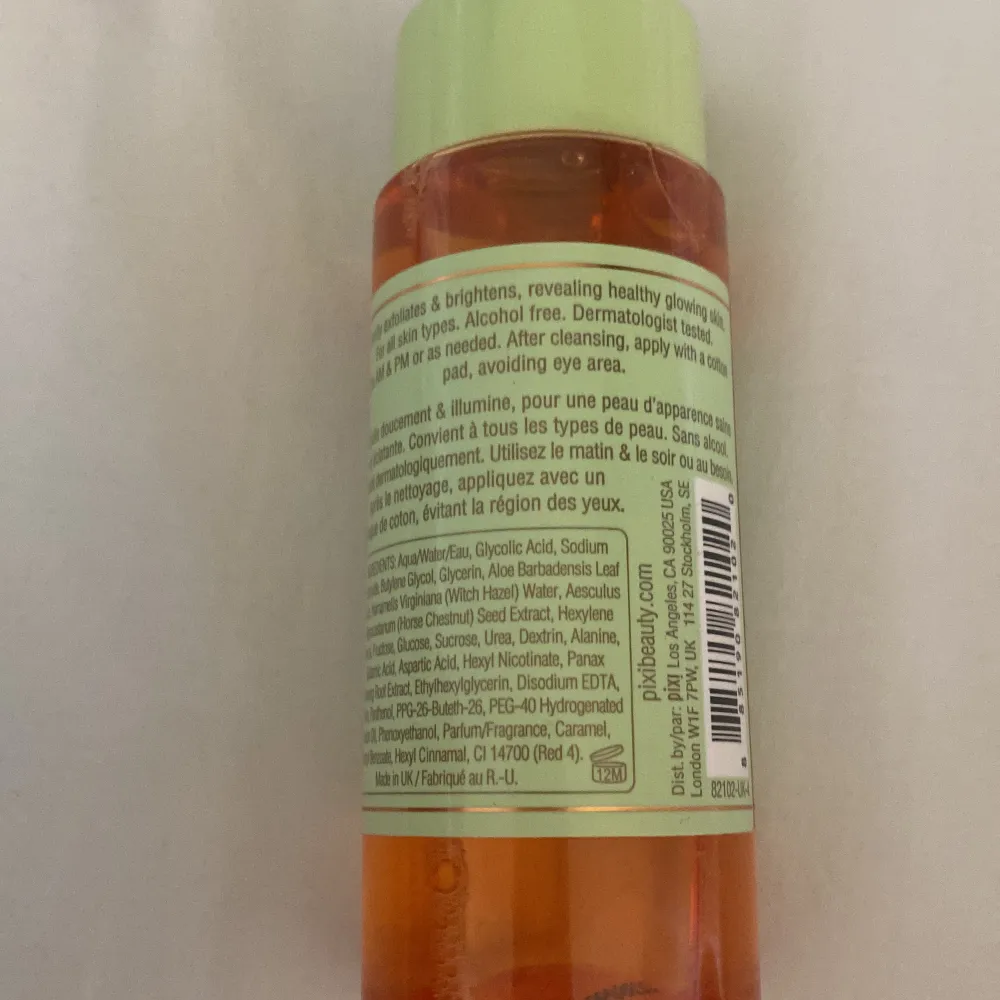 exfoliates & brightens, revealing healthy glowing skin.
For all skin types. Alcohol free. Dermatologist tested.
AM & PM or as needed. After cleansing, apply with a cotton
pad, avoiding eye area.
doucement & illumine, pour une peau d'apparence saine
Convient à tous les types de peau. Sans alcool.
dermatologiquement. Utilisez le matin & le soir ou au besoin.
le nettoyage, appliquez avec un
de coton, évitant la région des yeux.
Aqua/Water/Eau, Glycolic Acid, Sodium
Butylene Glycol, Glycerin, Aloe Barbadensis Leaf
Hamamelis Virginiana (Witch Hazel) Water, Aesculus
(Horse Chestnut) Seed Extract, Hexylene
Fructose, Glucose, Sucrose, Urea, Dextrin, Alanine,
Acid, Aspartic Acid, Hexyl Nicotinate, Panax
Root Extract, Ethylhexylglycerin, Disodium EDTA,
Panthenol, PPG-26-Buteth-26, PEG-40 Hydrogenated
Oil, Phenoxyethanol, Parfum/Fragrance, Caramel,
Hexyl Cinnamal, CI 14700 (Red 4).
Made in UK / Fabriqué au R.-U.
12M
pixibeauty.com
Dist. by/par: pixi Los Angeles, CA 90025 USA
London W1F 7PW, UK 114 27 Stockholm, SE
8 85190 82102 0
82102-UK-4